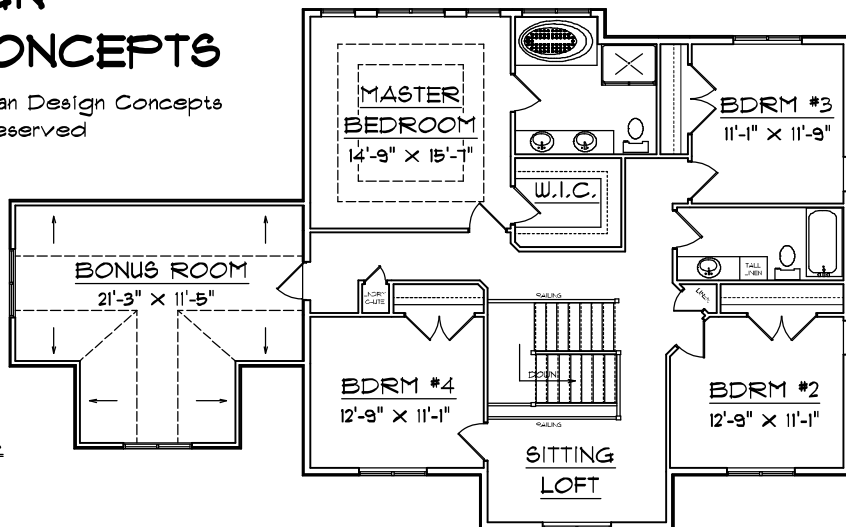 ONCEPTS
an Design Concepts
eserved
MASTER
BEDROOM
14'-9" X 15'-7"
BDRM #3
11'-1" X 11'-9"
W.I.C.
BONUS ROOM
21'-3" X 11'-5"
TALL
LINEN
LINEN
RAILING
DOWN
BDRM #4
12'-9" X 11'-1"
BDRM #2
12'-9" X 11'-1"
RAILING
SITTING
LOFT